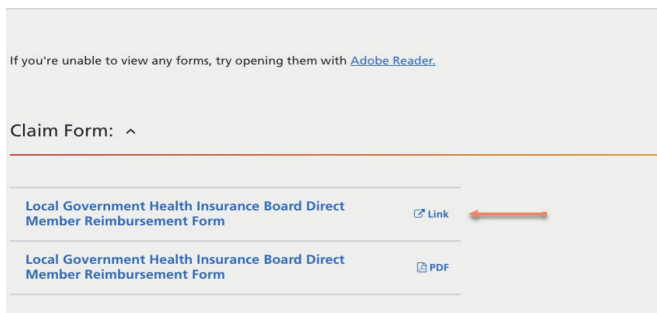 If you're unable to view any forms, try opening them with Adobe Reader.
Claim Form:
Local Government Health Insurance Board Direct
Member Reimbursement Form
Link
Local Government Health Insurance Board Direct
Member Reimbursement Form
PDF